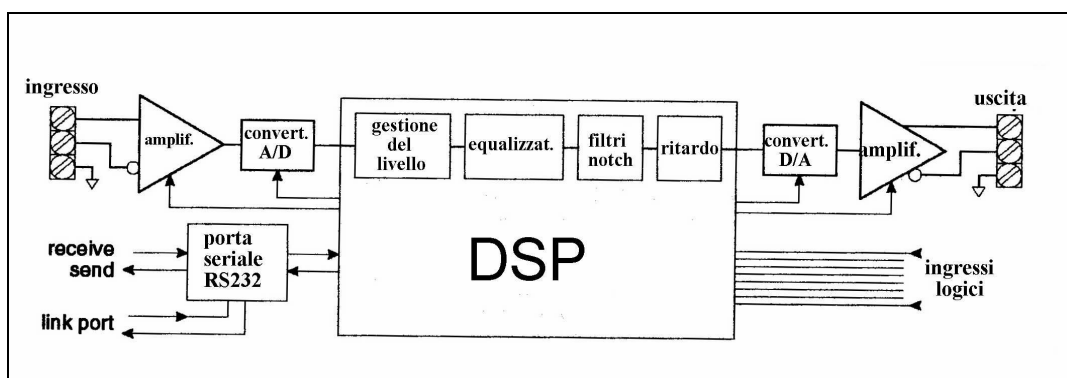 ingresso
amplif.
convert.
A/D
gestione
del
livello
equalizzat.
filtri
notch
ritardo
convert.
D/A
amplif.
uscita
receive
send
porta
seriale
RS232
link port
DSP
ingressi
logici